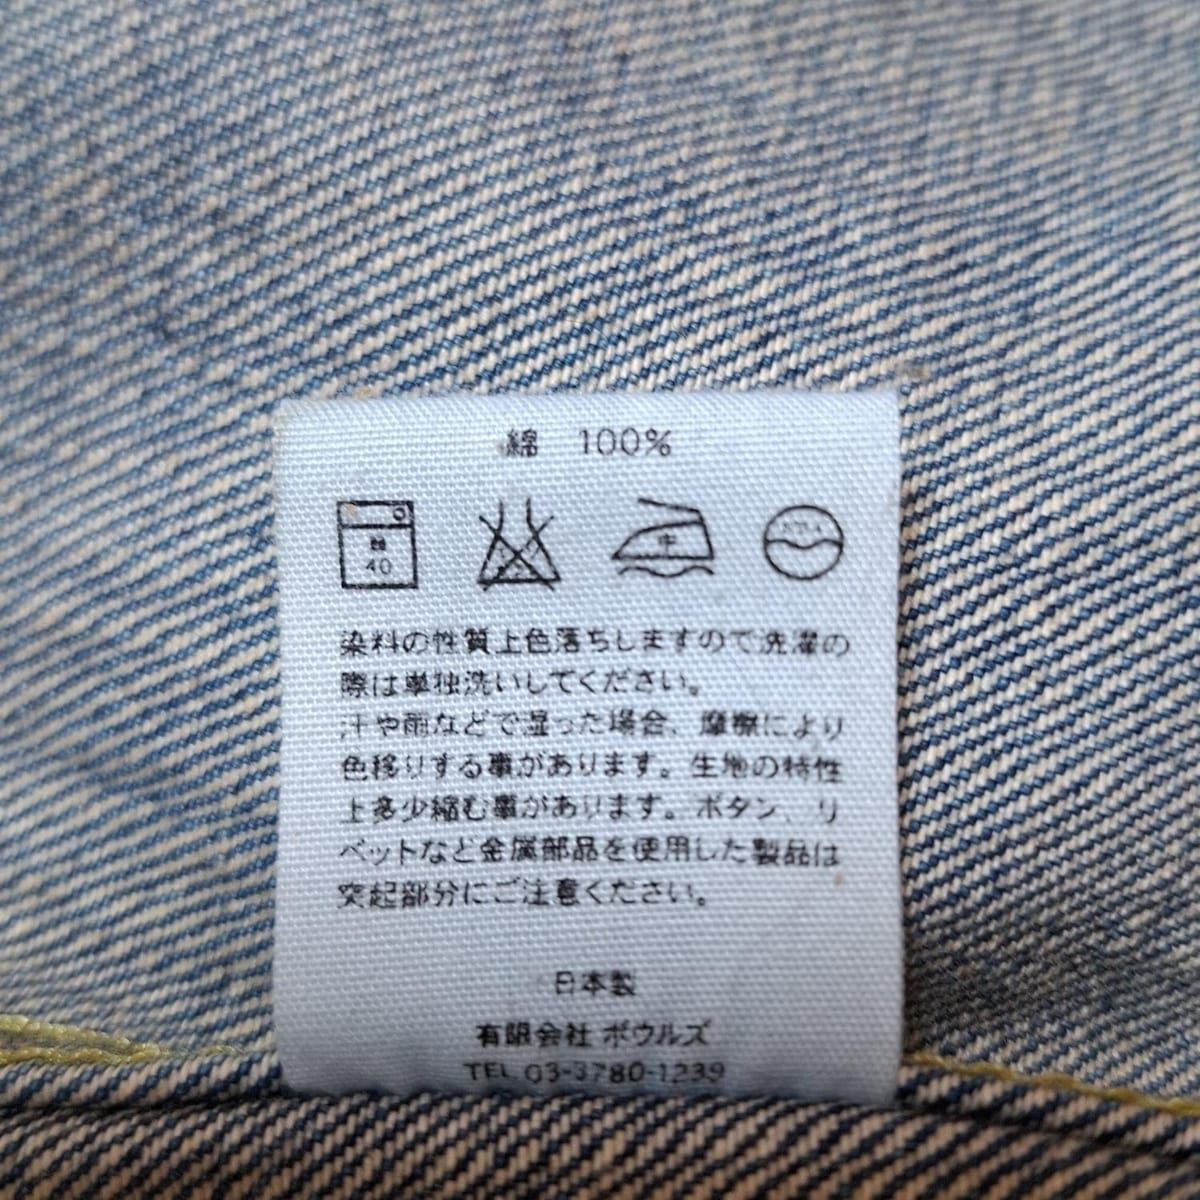 綿 100%
40
中
染料の性質上色落ちしますので洗濯の
際は単独洗いしてください。
汗や雨などで湿った場合、摩擦により
色移りする事があります。生地の特性
上多少縮む事があります。ボタン、リ
ベットなど金属部品を使用した製品は
突起部分にご注意ください。
日本製
有限会社 ボウルズ
TEL 03-3780-1239